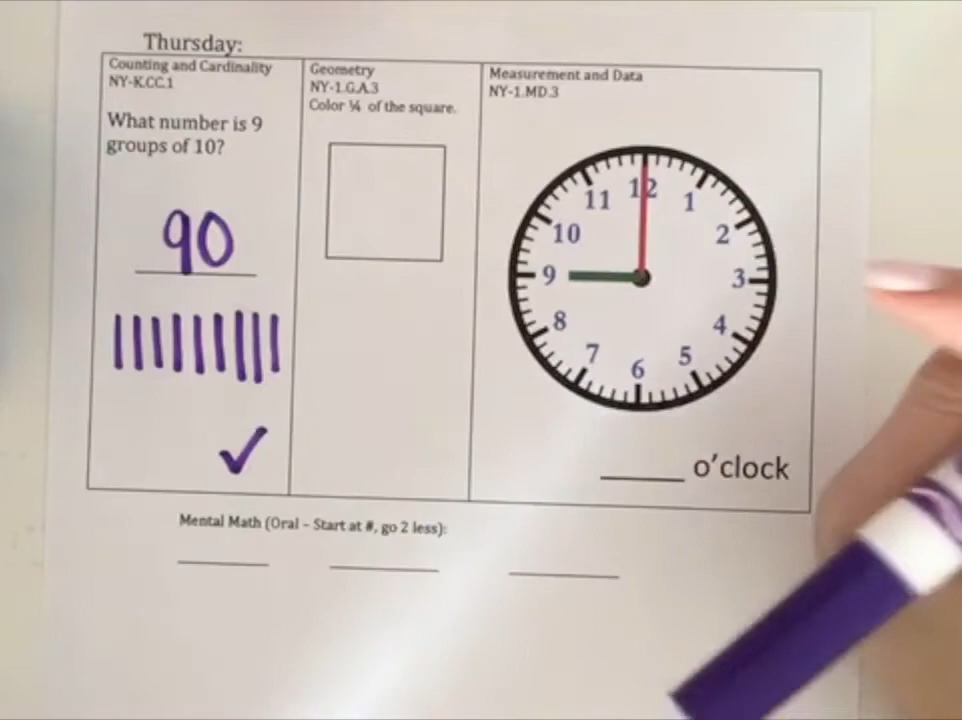 Thursday:
Counting and Cardinality
NY-K.CC.1
What number is 9
groups of 10?
90
Geometry
NY-1.G.A.3
Color ¼ of the square.
Measurement and Data
NY-1.MD.3
12
11
1
10
2
9
3
8
4
7
5
6
_____ o'clock
Mental Math (Oral – Start at #, go 2 less):